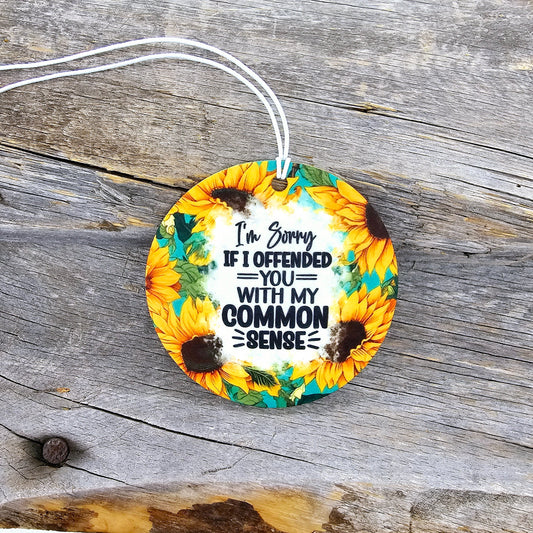 I'm Sorry
IF I OFFENDED
YOU
WITH MY
COMMON
SENSE